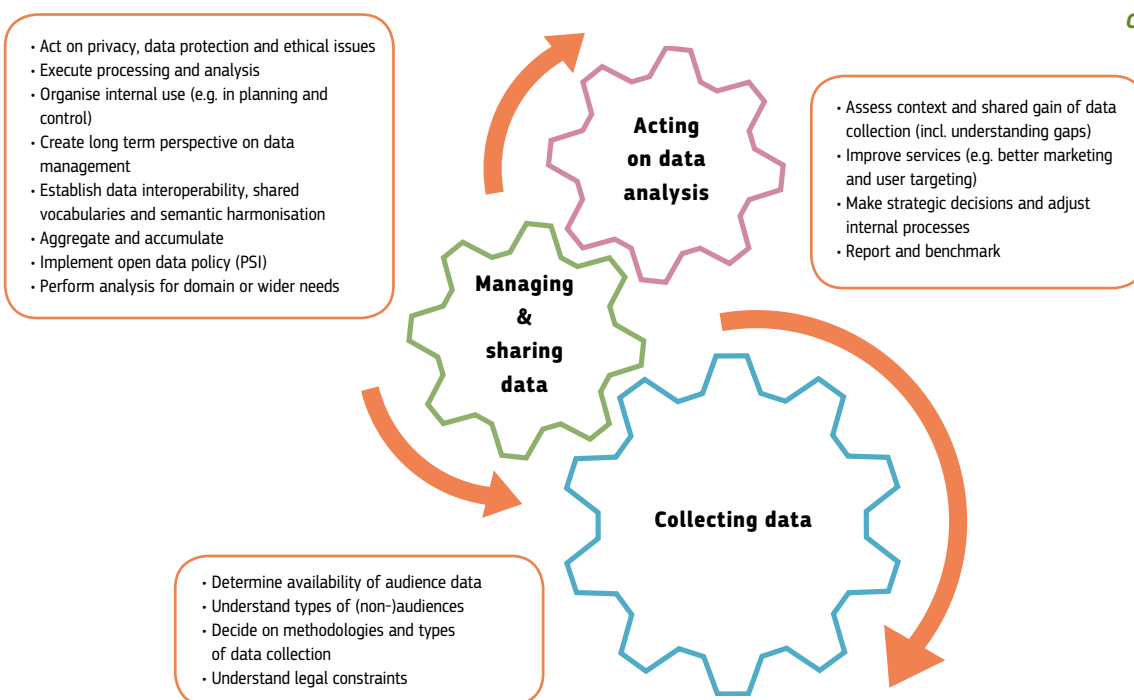 • Act on privacy, data protection and ethical issues
• Execute processing and analysis
• Organise internal use (e.g. in planning and
control)
• Create long term perspective on data
management
• Establish data interoperability, shared
vocabularies and semantic harmonisation
• Aggregate and accumulate
• Implement open data policy (PSI)
• Perform analysis for domain or wider needs
Acting
on data
analysis
• Assess context and shared gain of data
collection (incl. understanding gaps)
• Improve services (e.g. better marketing
and user targeting)
• Make strategic decisions and adjust
internal processes
• Report and benchmark
Managing
&
sharing
data
Collecting data
• Determine availability of audience data
• Understand types of (non-)audiences
• Decide on methodologies and types
of data collection
• Understand legal constraints